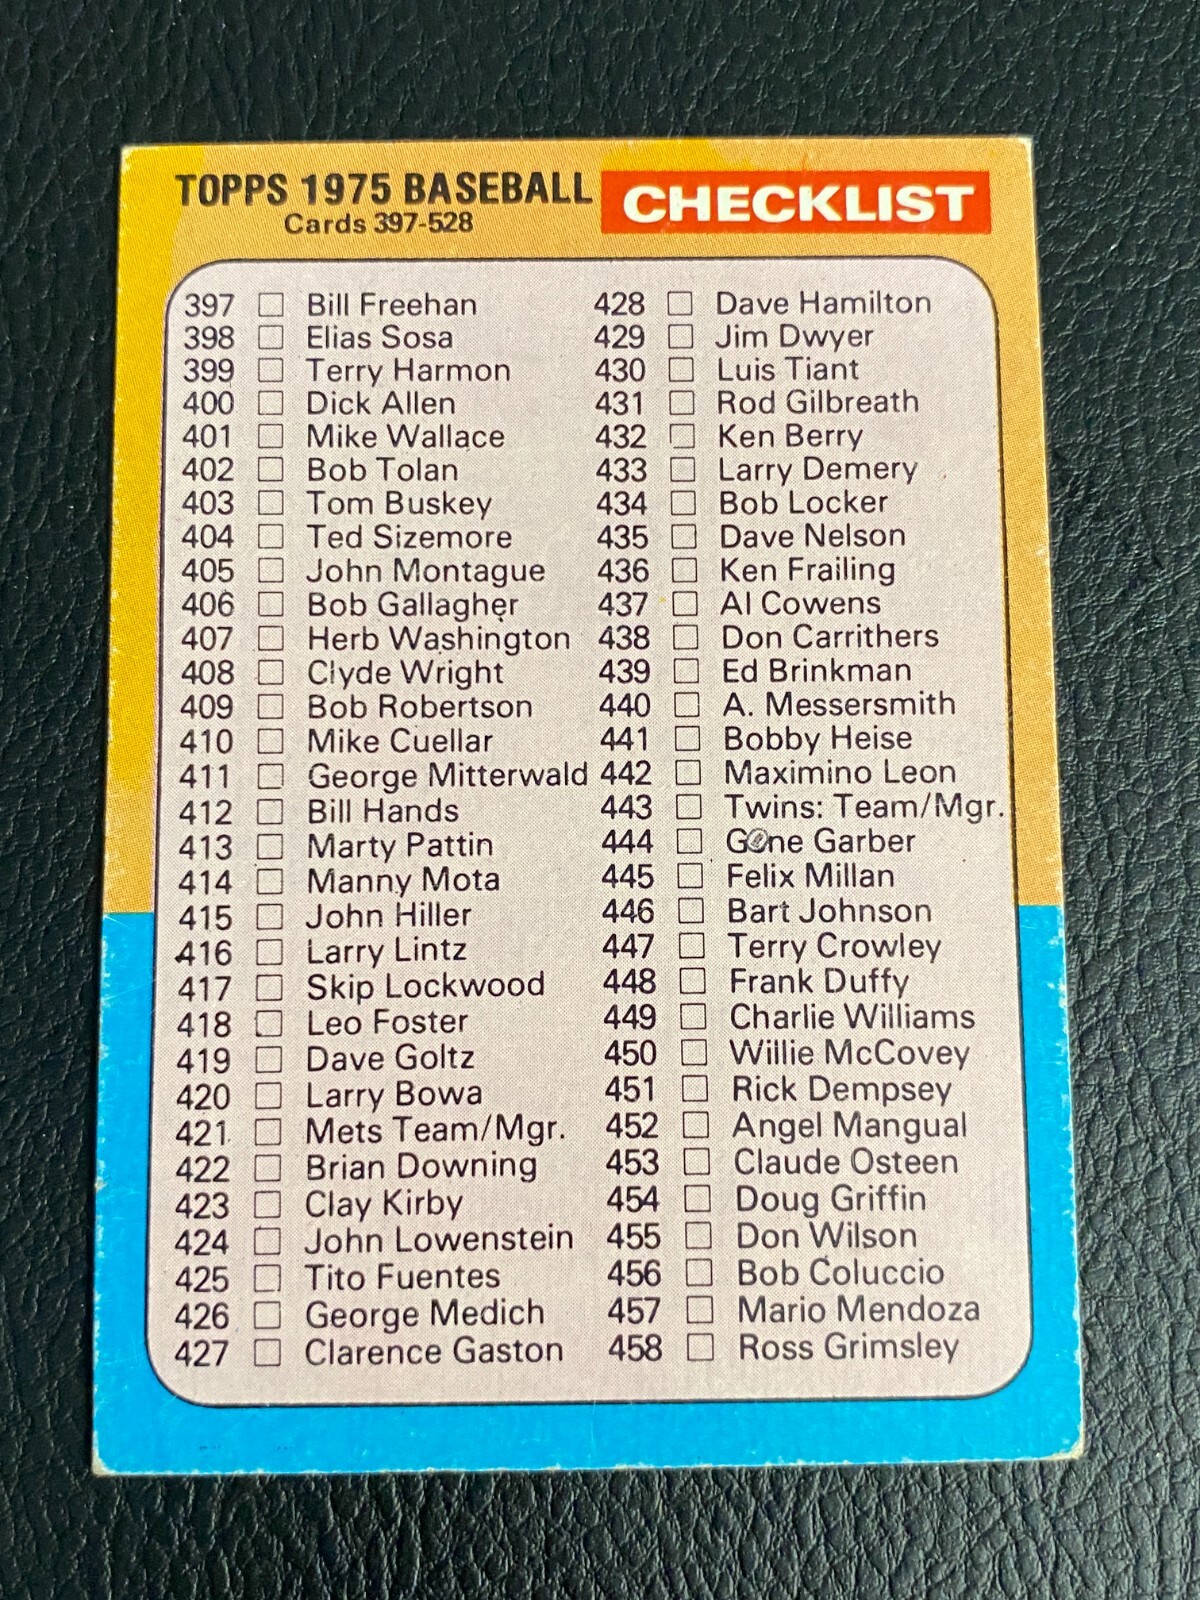 TOPPS 1975 BASEBALL CHECKLIST
Cards 397-528
397 Bill Freehan
398 Elias Sosa
399 Terry Harmon
400 Dick Allen
401 Mike Wallace
402 Bob Tolan
403 Tom Buskey
404 Ted Sizemore
405 John Montague
406 Bob Gallagher
407 Herb Washington
408 Clyde Wright
409 Bob Robertson
410 Mike Cuellar
411 George Mitterwald
412 Bill Hands
413 Marty Pattin
414 Manny Mota
415 John Hiller
416 Larry Lintz
417 Skip Lockwood
418 Leo Foster
419 Dave Goltz
420 Larry Bowa
421 Mets Team/Mgr.
422 Brian Downing
423 Clay Kirby
424 John Lowenstein
425 Tito Fuentes
426 George Medich
427 Clarence Gaston
428 Dave Hamilton
429 Jim Dwyer
430 Luis Tiant
431 Rod Gilbreath
432 Ken Berry
433 Larry Demery
434 Bob Locker
435 Dave Nelson
436 Ken Frailing
437 Al Cowens
438 Don Carrithers
439 Ed Brinkman
440 A. Messersmith
441 Bobby Heise
442 Maximino Leon
443 Twins: Team/Mgr.
444 Gene Garber
445 Felix Millan
446 Bart Johnson
447 Terry Crowley
448 Frank Duffy
449 Charlie Williams
450 Willie McCovey
451 Rick Dempsey
452 Angel Mangual
453 Claude Osteen
454 Doug Griffin
455 Don Wilson
456 Bob Coluccio
457 Mario Mendoza
458 Ross Grimsley